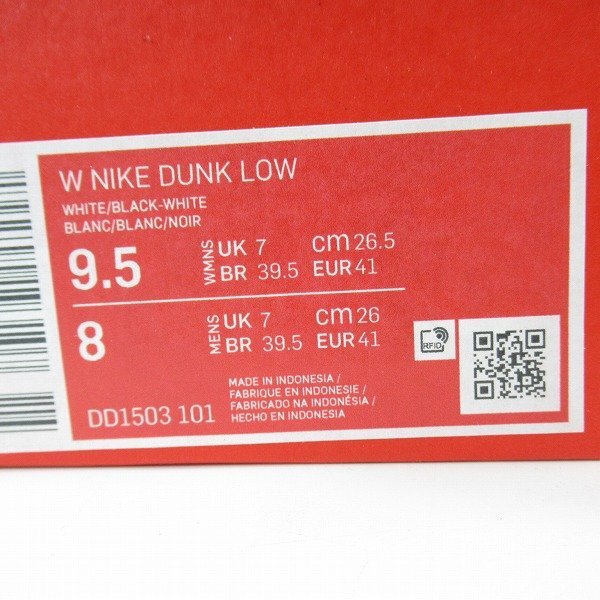 W NIKE DUNK LOW
WHITE/BLACK-WHITE
BLANC/BLANC/NOIR
9.5 WMNS UK 7 cm 26.5
BR 39.5 EUR 41
8 MENS UK 7 cm 26
BR 39.5 EUR 41
RFID
DD1503 101
MADE IN INDONESIA /
FABRIQUE EN INDONESIE /
FABRICADO NA INDONÉSIA /
HECHO EN INDONESIA